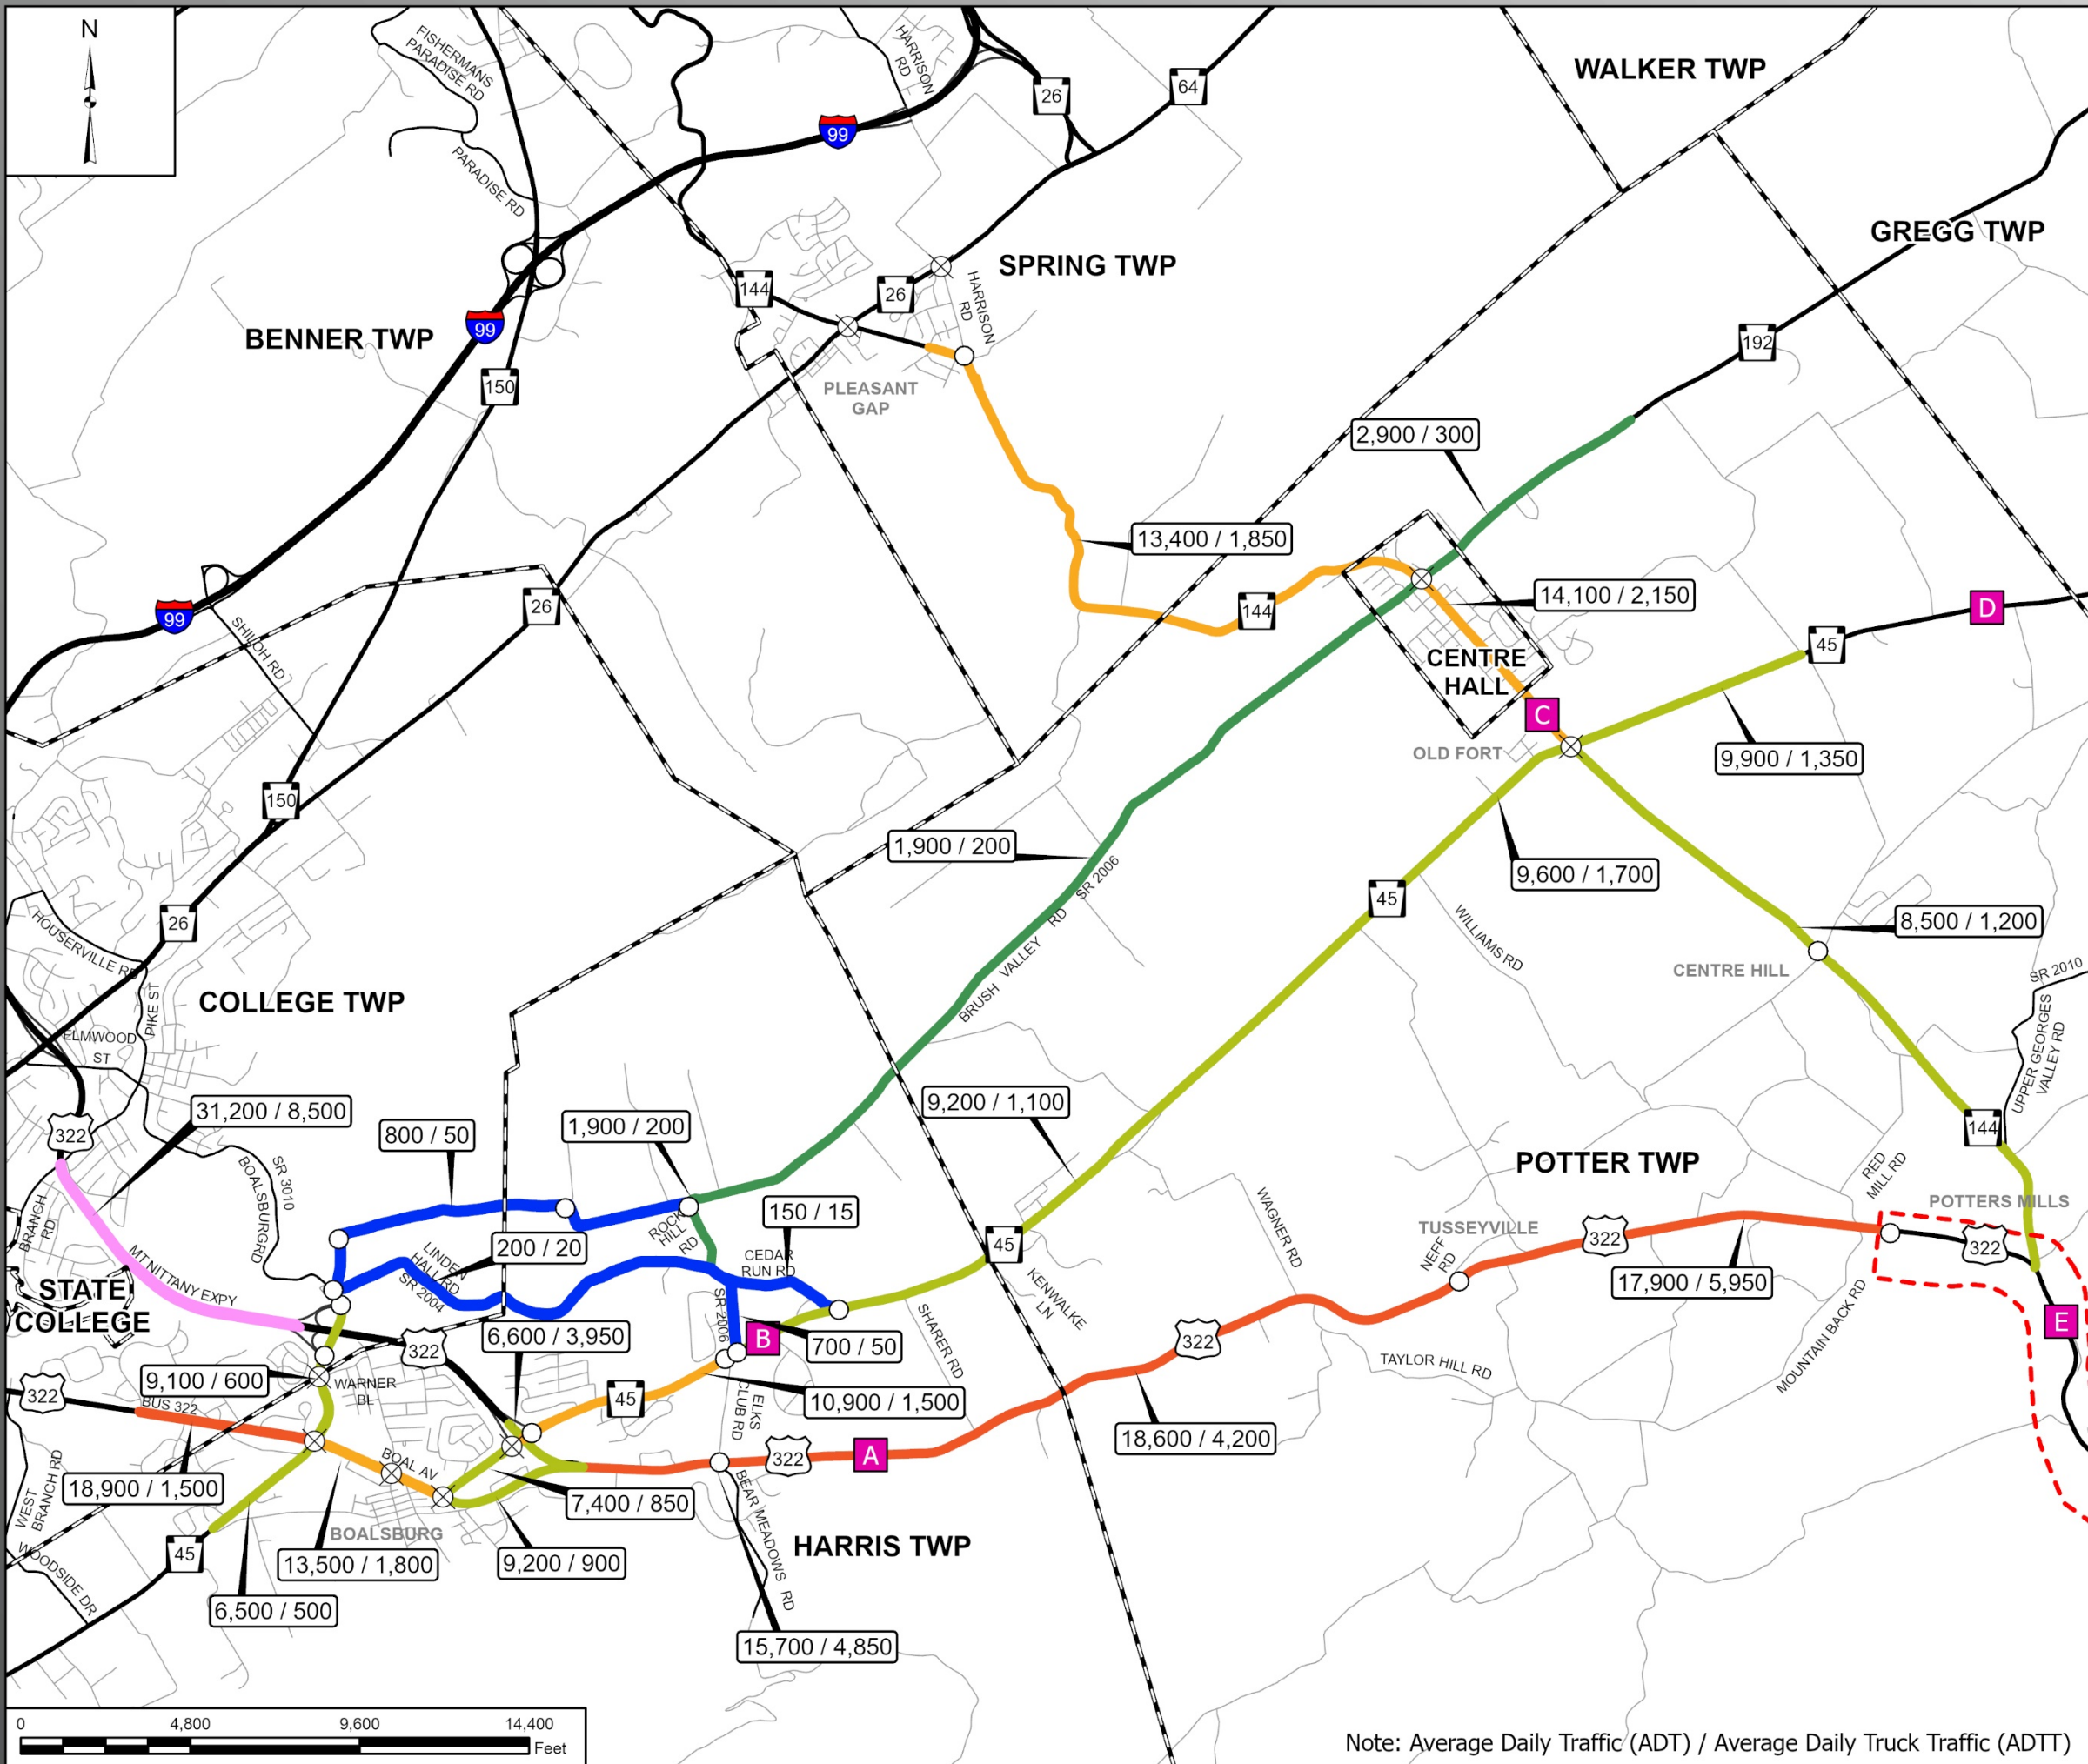 N
FISHERMANS
PARADISE RD
PARADISE RD
HARRISON
RD
26
64
99
WALKER TWP
GREGG TWP
SPRING TWP
144
26
HARRISON
RD
BENNER TWP
99
150
PLEASANT
GAP
192
2,900 / 300
13,400 / 1,850
144
14,100 / 2,150
CENTRE
HALL
D
45
C
OLD FORT
9,900 / 1,350
99
SHILOH RD
26
150
1,900 / 200
BRUSH VALLEY RD SR 2006
9,600 / 1,700
45
WILLIAMS RD
8,500 / 1,200
CENTRE HILL
SR 2010
UPPER GEORGES
VALLEY RD
26
HOUSERVILLE RD
PIKE ST
COLLEGE TWP
ELMWOOD
ST
322
31,200 / 8,500
800 / 50
1,900 / 200
9,200 / 1,100
144
POTTER TWP
RED
MILL RD
POTTERS MILLS
BRANCH
RD
SR 3010
BOALSBURG RD
MT NITTANY EXPY
LINDEN
HALL RD
SR 2004
200 / 20
ROCK
HILL
RD
150 / 15
CEDAR
RUN RD
45
WAGNER RD
TUSSEYVILLE
NEFF
RD
322
17,900 / 5,950
322
MOUNTAIN BACK RD
E
STATE
COLLEGE
322
6,600 / 3,950
SR 2006
B
700 / 50
SHARER RD
KENWALKE
LN
322
TAYLOR HILL RD
322
BUS 322
9,100 / 600
WARNER
BL
45
10,900 / 1,500
ELKS
CLUB RD
18,600 / 4,200
BOAL AV
322
A
18,900 / 1,500
WEST
BRANCH RD
7,400 / 850
BEAR MEADOWS RD
BOALSBURG
HARRIS TWP
45
WOODSIDE DR
13,500 / 1,800
9,200 / 900
6,500 / 500
15,700 / 4,850
0 4,800 9,600 14,400
Feet
Note: Average Daily Traffic (ADT) / Average Daily Truck Traffic (ADTT)